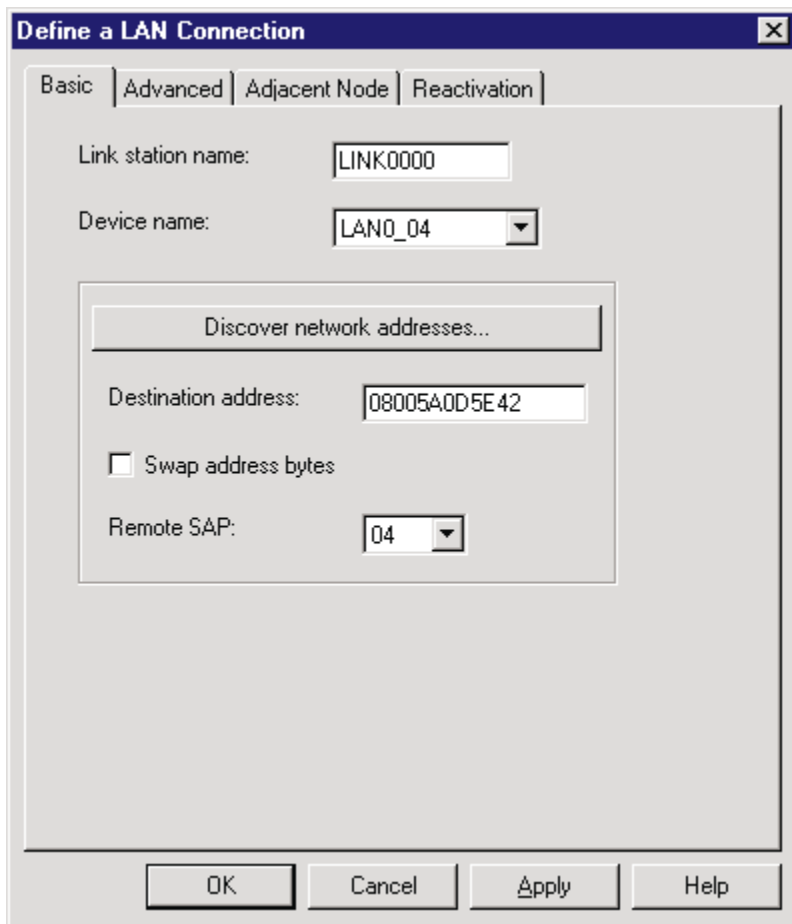 Define a LAN Connection
Basic Advanced Adjacent Node Reactivation
Link station name: LINK0000
Device name: LAN0_04
Discover network addresses...
Destination address: 08005A0D5E42
Swap address bytes
Remote SAP: 04
OK Cancel Apply Help